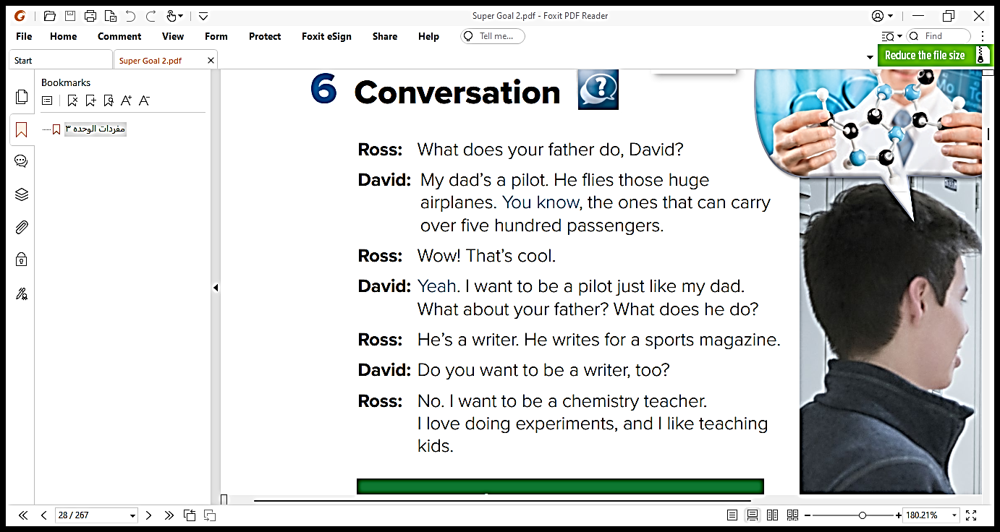 Super Goal 2.pdf - Foxit PDF Reader
File Home Comment View Form Protect Foxit eSign Share Help Tell me... Find
Start Super Goal 2.pdf Reduce the file size
Bookmarks
مفردات الوحده ٣
6 Conversation
Ross: What does your father do, David?
David: My dad's a pilot. He flies those huge
airplanes. You know, the ones that can carry
over five hundred passengers.
Ross: Wow! That's cool.
David: Yeah. I want to be a pilot just like my dad.
What about your father? What does he do?
Ross: He's a writer. He writes for a sports magazine.
David: Do you want to be a writer, too?
Ross: No. I want to be a chemistry teacher.
I love doing experiments, and I like teaching
kids.
28 / 267 180.21%